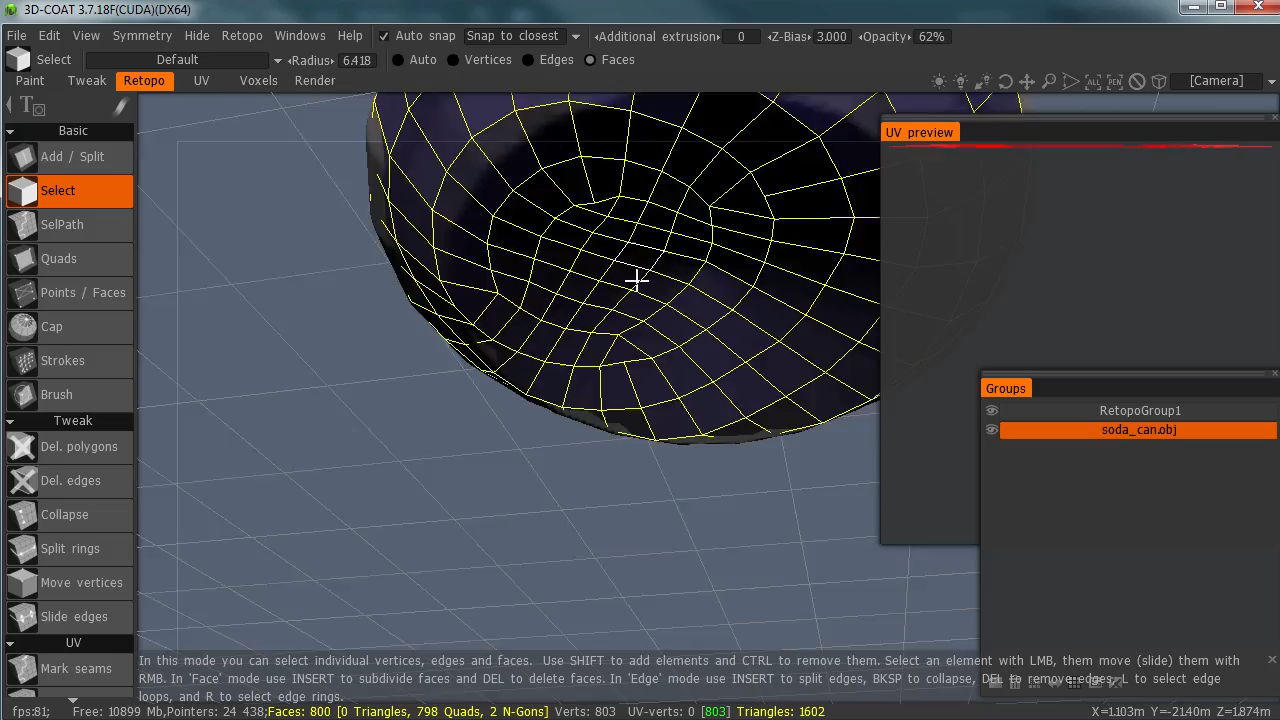 3D-COAT 3.7.18F(CUDA)(DX64)
File Edit View Symmetry Hide Retopo Windows Help Auto snap Snap to closest Additional extrusion 0 Z-Bias 3.000 Opacity 62%
Select Default Radius 6.418 Auto Vertices Edges Faces
Paint Tweak Retopo UV Voxels Render ALL PEN [Camera]
Basic
UV preview
Add / Split
Select
SelPath
Quads
Points / Faces
Cap
Strokes
Brush
Groups
RetopoGroup1
soda_can.obj
Tweak
Del. polygons
Del. edges
Collapse
Split rings
Move vertices
Slide edges
UV
Mark seams
In this mode you can select individual vertices, edges and faces. Use SHIFT to add elements and CTRL to remove them. Select an element with LMB, them move (slide) them with
RMB. In 'Face' mode use INSERT to subdivide faces and DEL to delete faces. In 'Edge' mode use INSERT to split edges, BKSP to collapse, DEL to remove edges, L to select edge
loops, and R to select edge rings.
fps:81; Free: 10899 Mb,Pointers: 24 438;Faces: 800 [0 Triangles, 798 Quads, 2 N-Gons] Verts: 803 UV-verts: 0 [803] Triangles: 1602 X=1.103m Y=-2.140m Z=1.874m